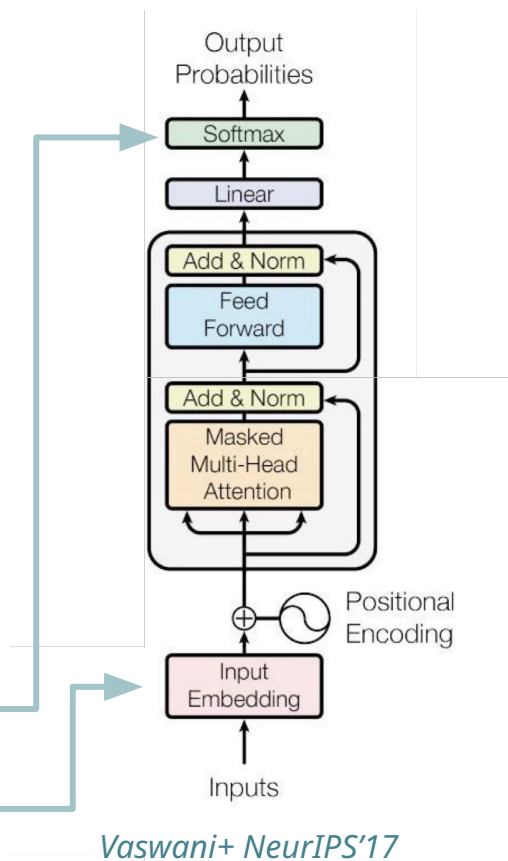 Output
Probabilities
Softmax
Linear
Add & Norm
Feed
Forward
Add & Norm
Masked
Multi-Head
Attention
Positional
Encoding
Input
Embedding
Inputs
Vaswani+ NeurIPS’17